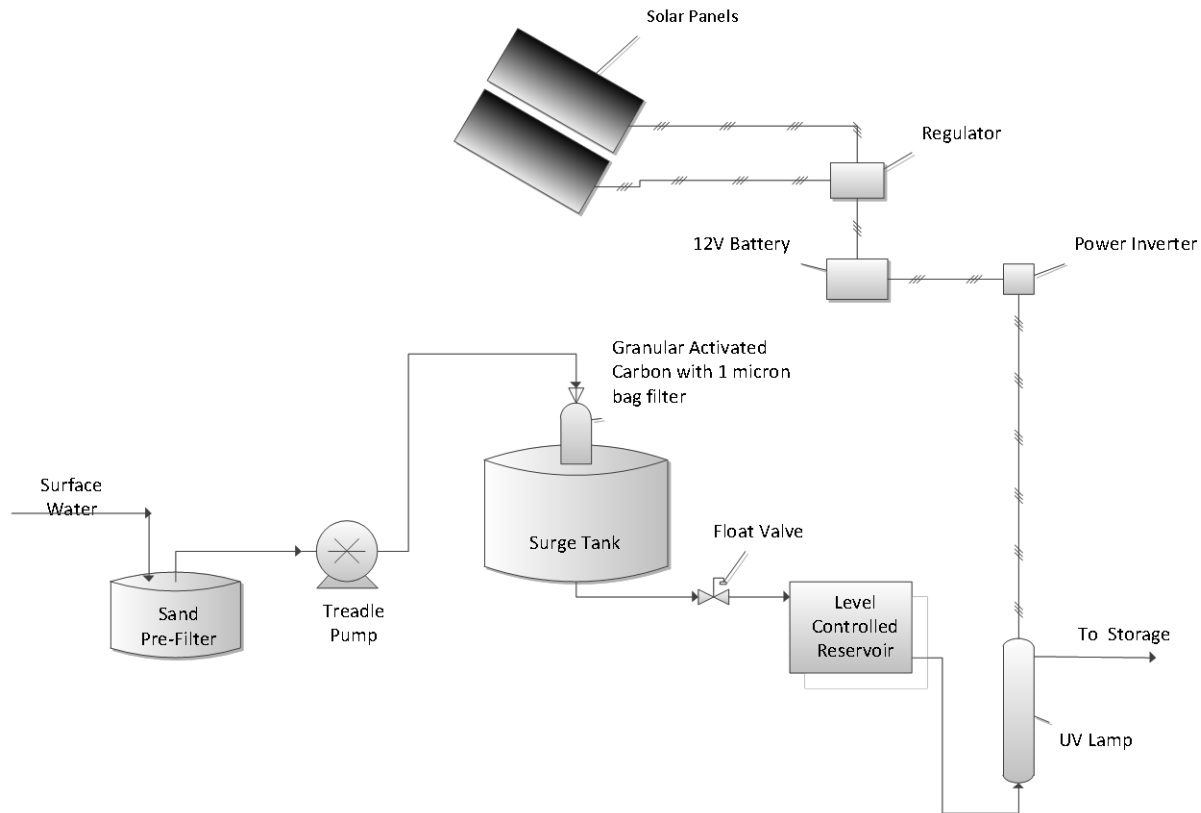 Solar Panels
Regulator
12V Battery
Power Inverter
Granular Activated
Carbon with 1 micron
bag filter
Surface
Water
Surge Tank
Float Valve
Sand
Pre-Filter
Treadle
Pump
Level
Controlled
Reservoir
To Storage
UV Lamp